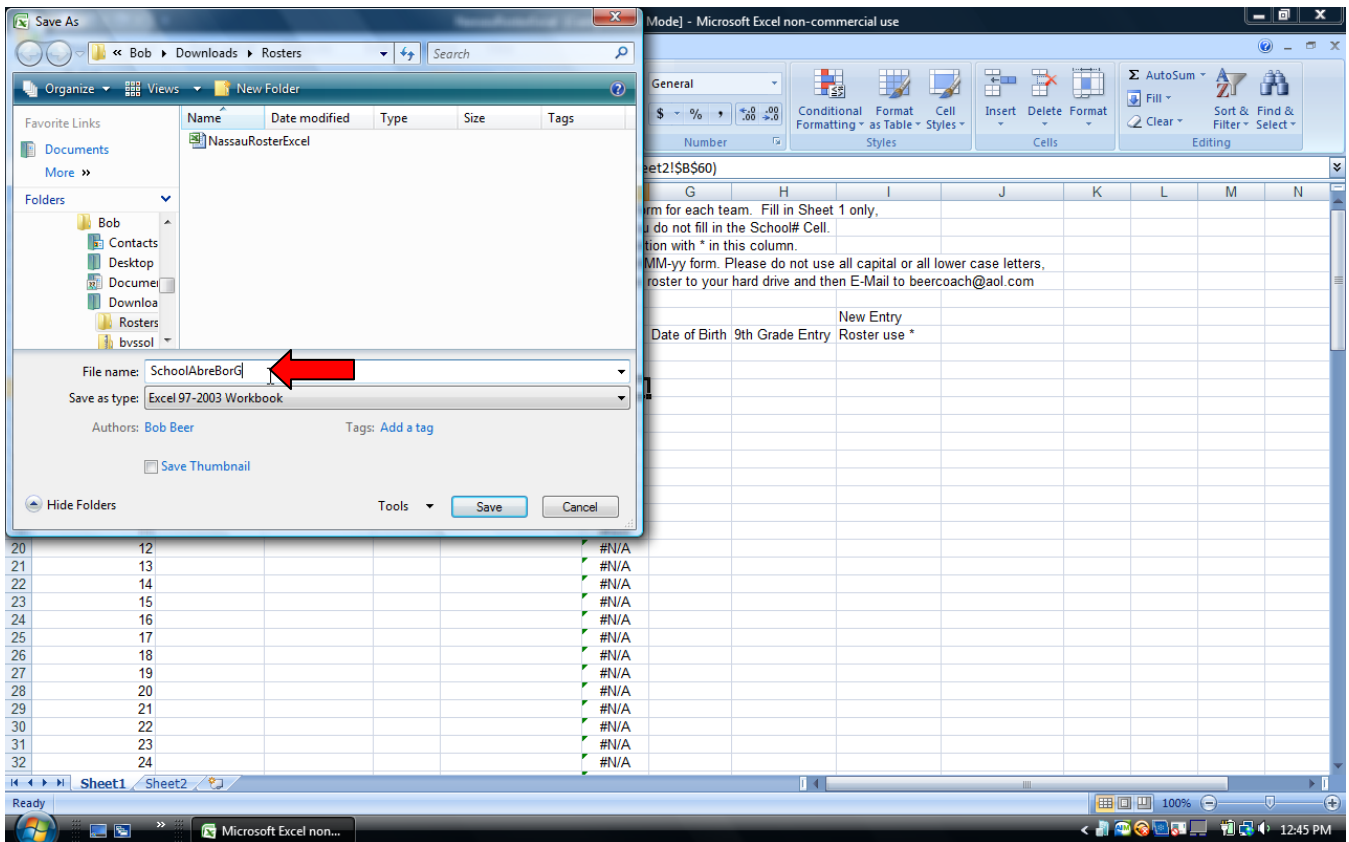 Save As
Mode] - Microsoft Excel non-commercial use
« Bob Downloads Rosters
Search
Organize Views New Folder
Favorite Links
Documents
More »
Folders
Bob
Contacts
Desktop
Documer
Downloa
Rosters
bvssol
Name Date modified Type Size Tags
NassauRosterExcel
File name: SchoolAbreBorG
Save as type: Excel 97-2003 Workbook
Authors: Bob Beer Tags: Add a tag
Save Thumbnail
Hide Folders Tools Save Cancel
General
$ % , .0 .00 .00 .0
Number
Conditional Formatting Format as Table Cell Styles
Styles
Insert Delete Format
Cells
Σ AutoSum
Fill
Clear
Sort & Filter Find & Select
Editing
eet2!$B$60)
G H I J K L M N
rm for each team. Fill in Sheet 1 only,
u do not fill in the School# Cell.
tion with * in this column.
MM-yy form. Please do not use all capital or all lower case letters,
roster to your hard drive and then E-Mail to beercoach@aol.com
New Entry
Date of Birth 9th Grade Entry Roster use *
20 12 #N/A
21 13 #N/A
22 14 #N/A
23 15 #N/A
24 16 #N/A
25 17 #N/A
26 18 #N/A
27 19 #N/A
28 20 #N/A
29 21 #N/A
30 22 #N/A
31 23 #N/A
32 24 #N/A
Sheet1 Sheet2
Ready 100%
Microsoft Excel non... 12:45 PM